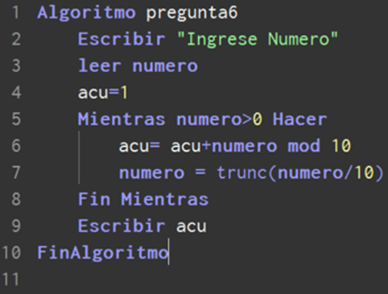 1 Algoritmo pregunta6
2 Escribir "Ingrese Numero"
3 leer numero
4 acu=1
5 Mientras numero>0 Hacer
6 acu= acu+numero mod 10
7 numero = trunc(numero/10)
8 Fin Mientras
9 Escribir acu
10 FinAlgoritmo
11